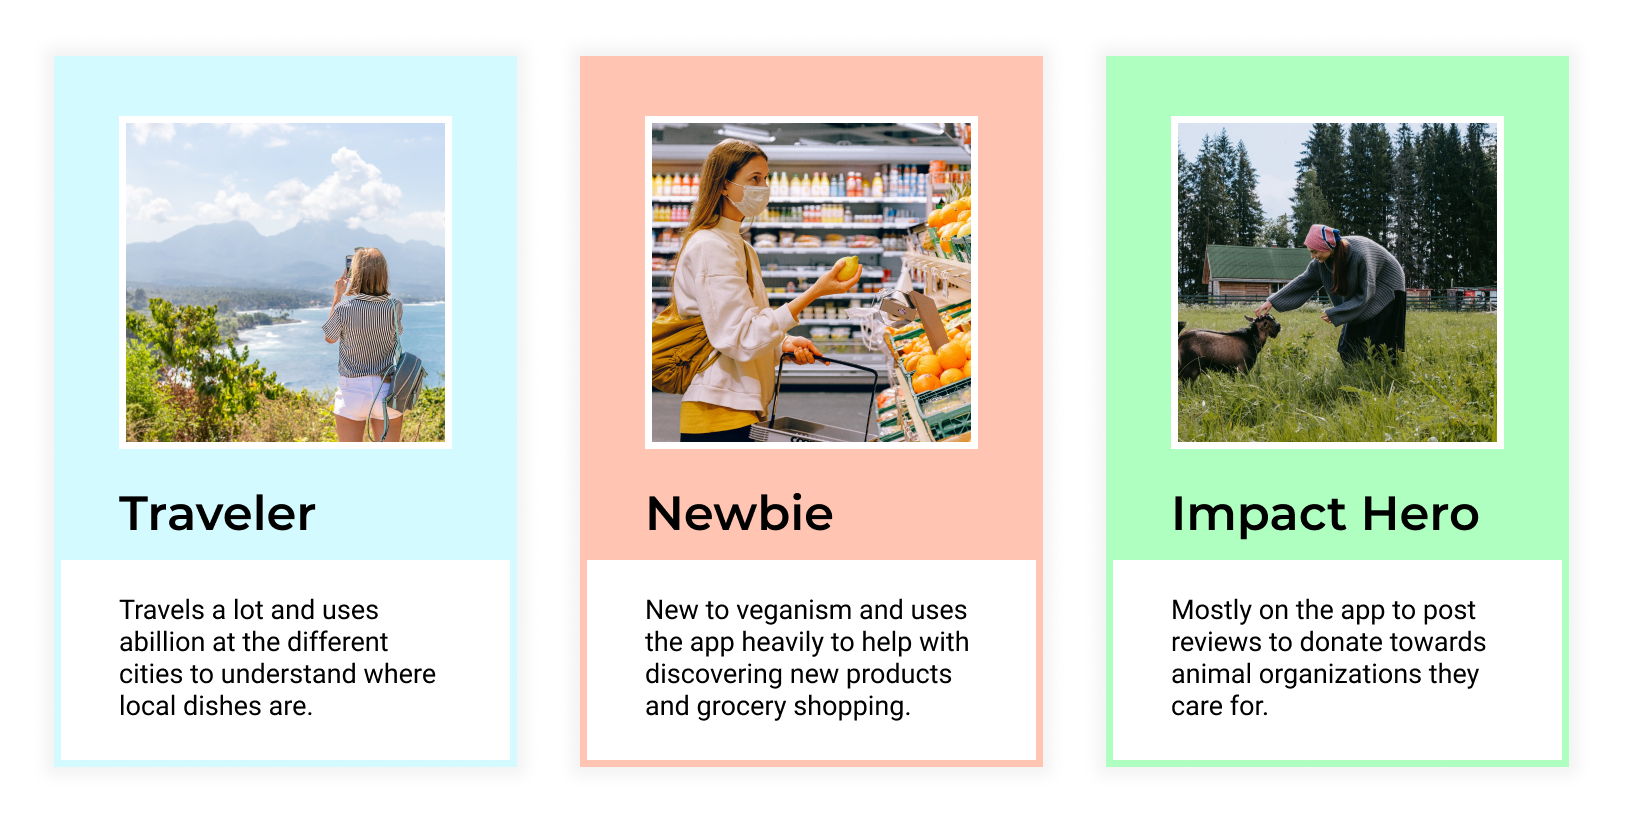 Traveler
Travels a lot and uses
abillion at the different
cities to understand where
local dishes are.
Newbie
New to veganism and uses
the app heavily to help with
discovering new products
and grocery shopping.
Impact Hero
Mostly on the app to post
reviews to donate towards
animal organizations they
care for.